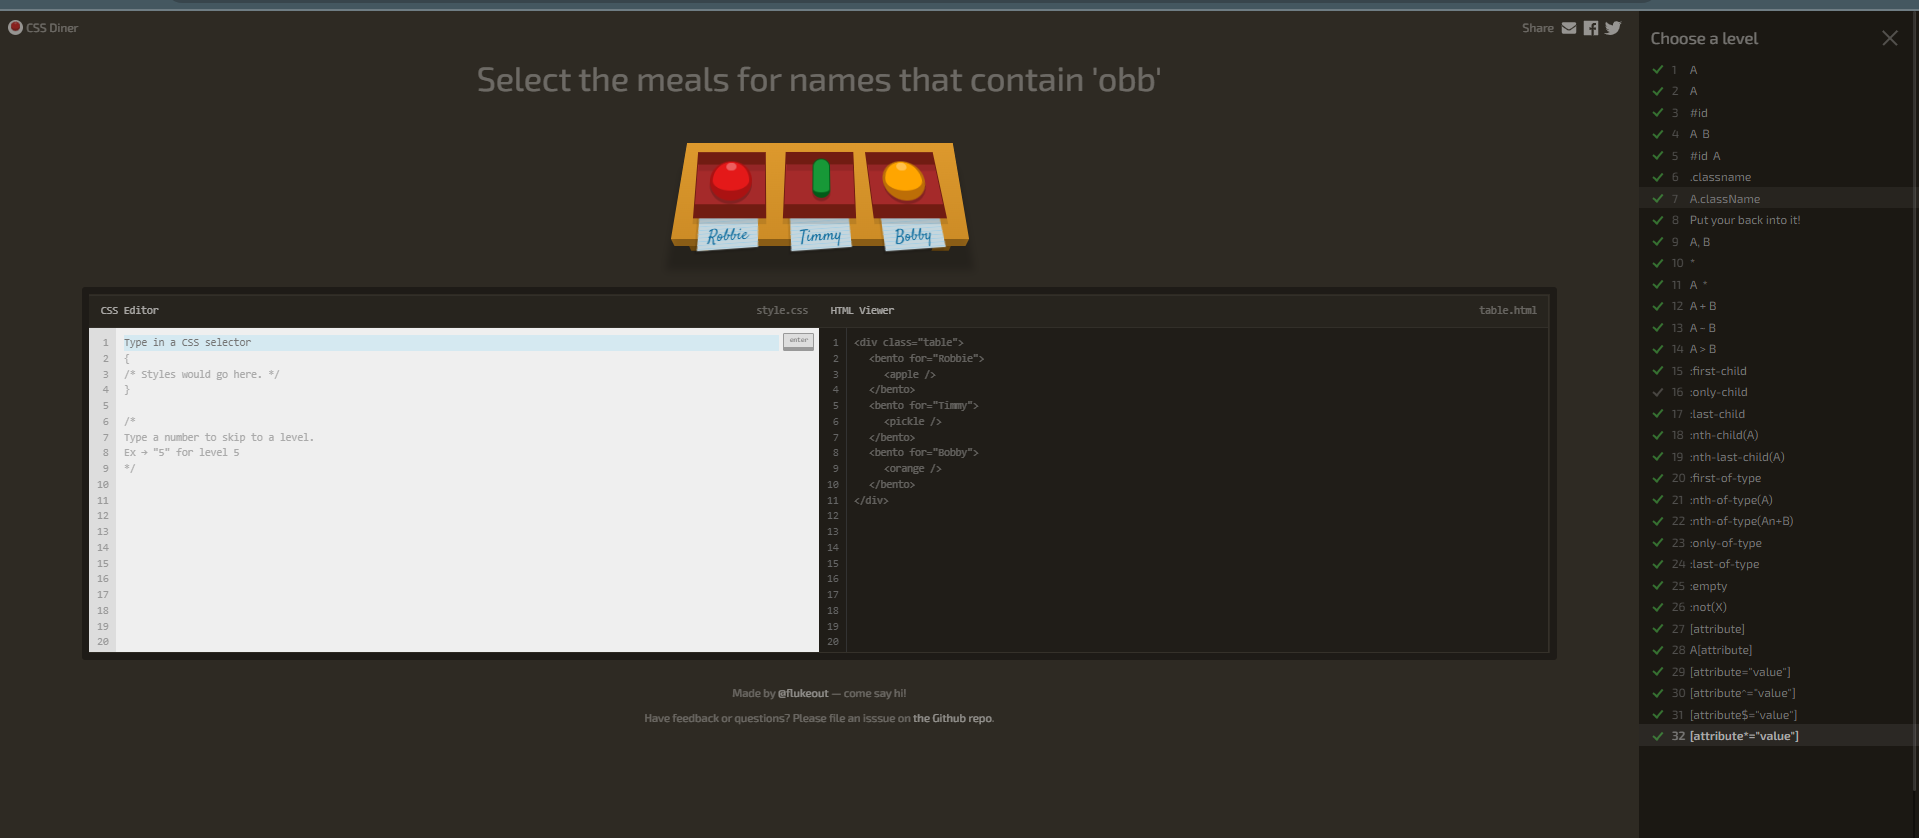 CSS Diner
Share
Select the meals for names that contain 'obb'
Robbie
Timmy
Bobby
CSS Editor
style.css
1 Type in a CSS selector
enter
2 {
3 /* Styles would go here. */
4 }
5
6 /*
7 Type a number to skip to a level.
8 Ex → "5" for level 5
9 */
10
11
12
13
14
15
16
17
18
19
20
HTML Viewer
table.html
1 <div class="table">
2 <bento for="Robbie">
3 <apple />
4 </bento>
5 <bento for="Timmy">
6 <pickle />
7 </bento>
8 <bento for="Bobby">
9 <orange />
10 </bento>
11 </div>
12
13
14
15
16
17
18
19
20
Made by @flukeout — come say hi!
Have feedback or questions? Please file an isssue on the Github repo.
Choose a level
1 A
2 A
3 #id
4 A B
5 #id A
6 .classname
7 A.className
8 Put your back into it!
9 A, B
10 *
11 A *
12 A + B
13 A ~ B
14 A > B
15 :first-child
16 :only-child
17 :last-child
18 :nth-child(A)
19 :nth-last-child(A)
20 :first-of-type
21 :nth-of-type(A)
22 :nth-of-type(An+B)
23 :only-of-type
24 :last-of-type
25 :empty
26 :not(X)
27 [attribute]
28 A[attribute]
29 [attribute="value"]
30 [attribute^="value"]
31 [attribute$="value"]
32 [attribute*="value"]